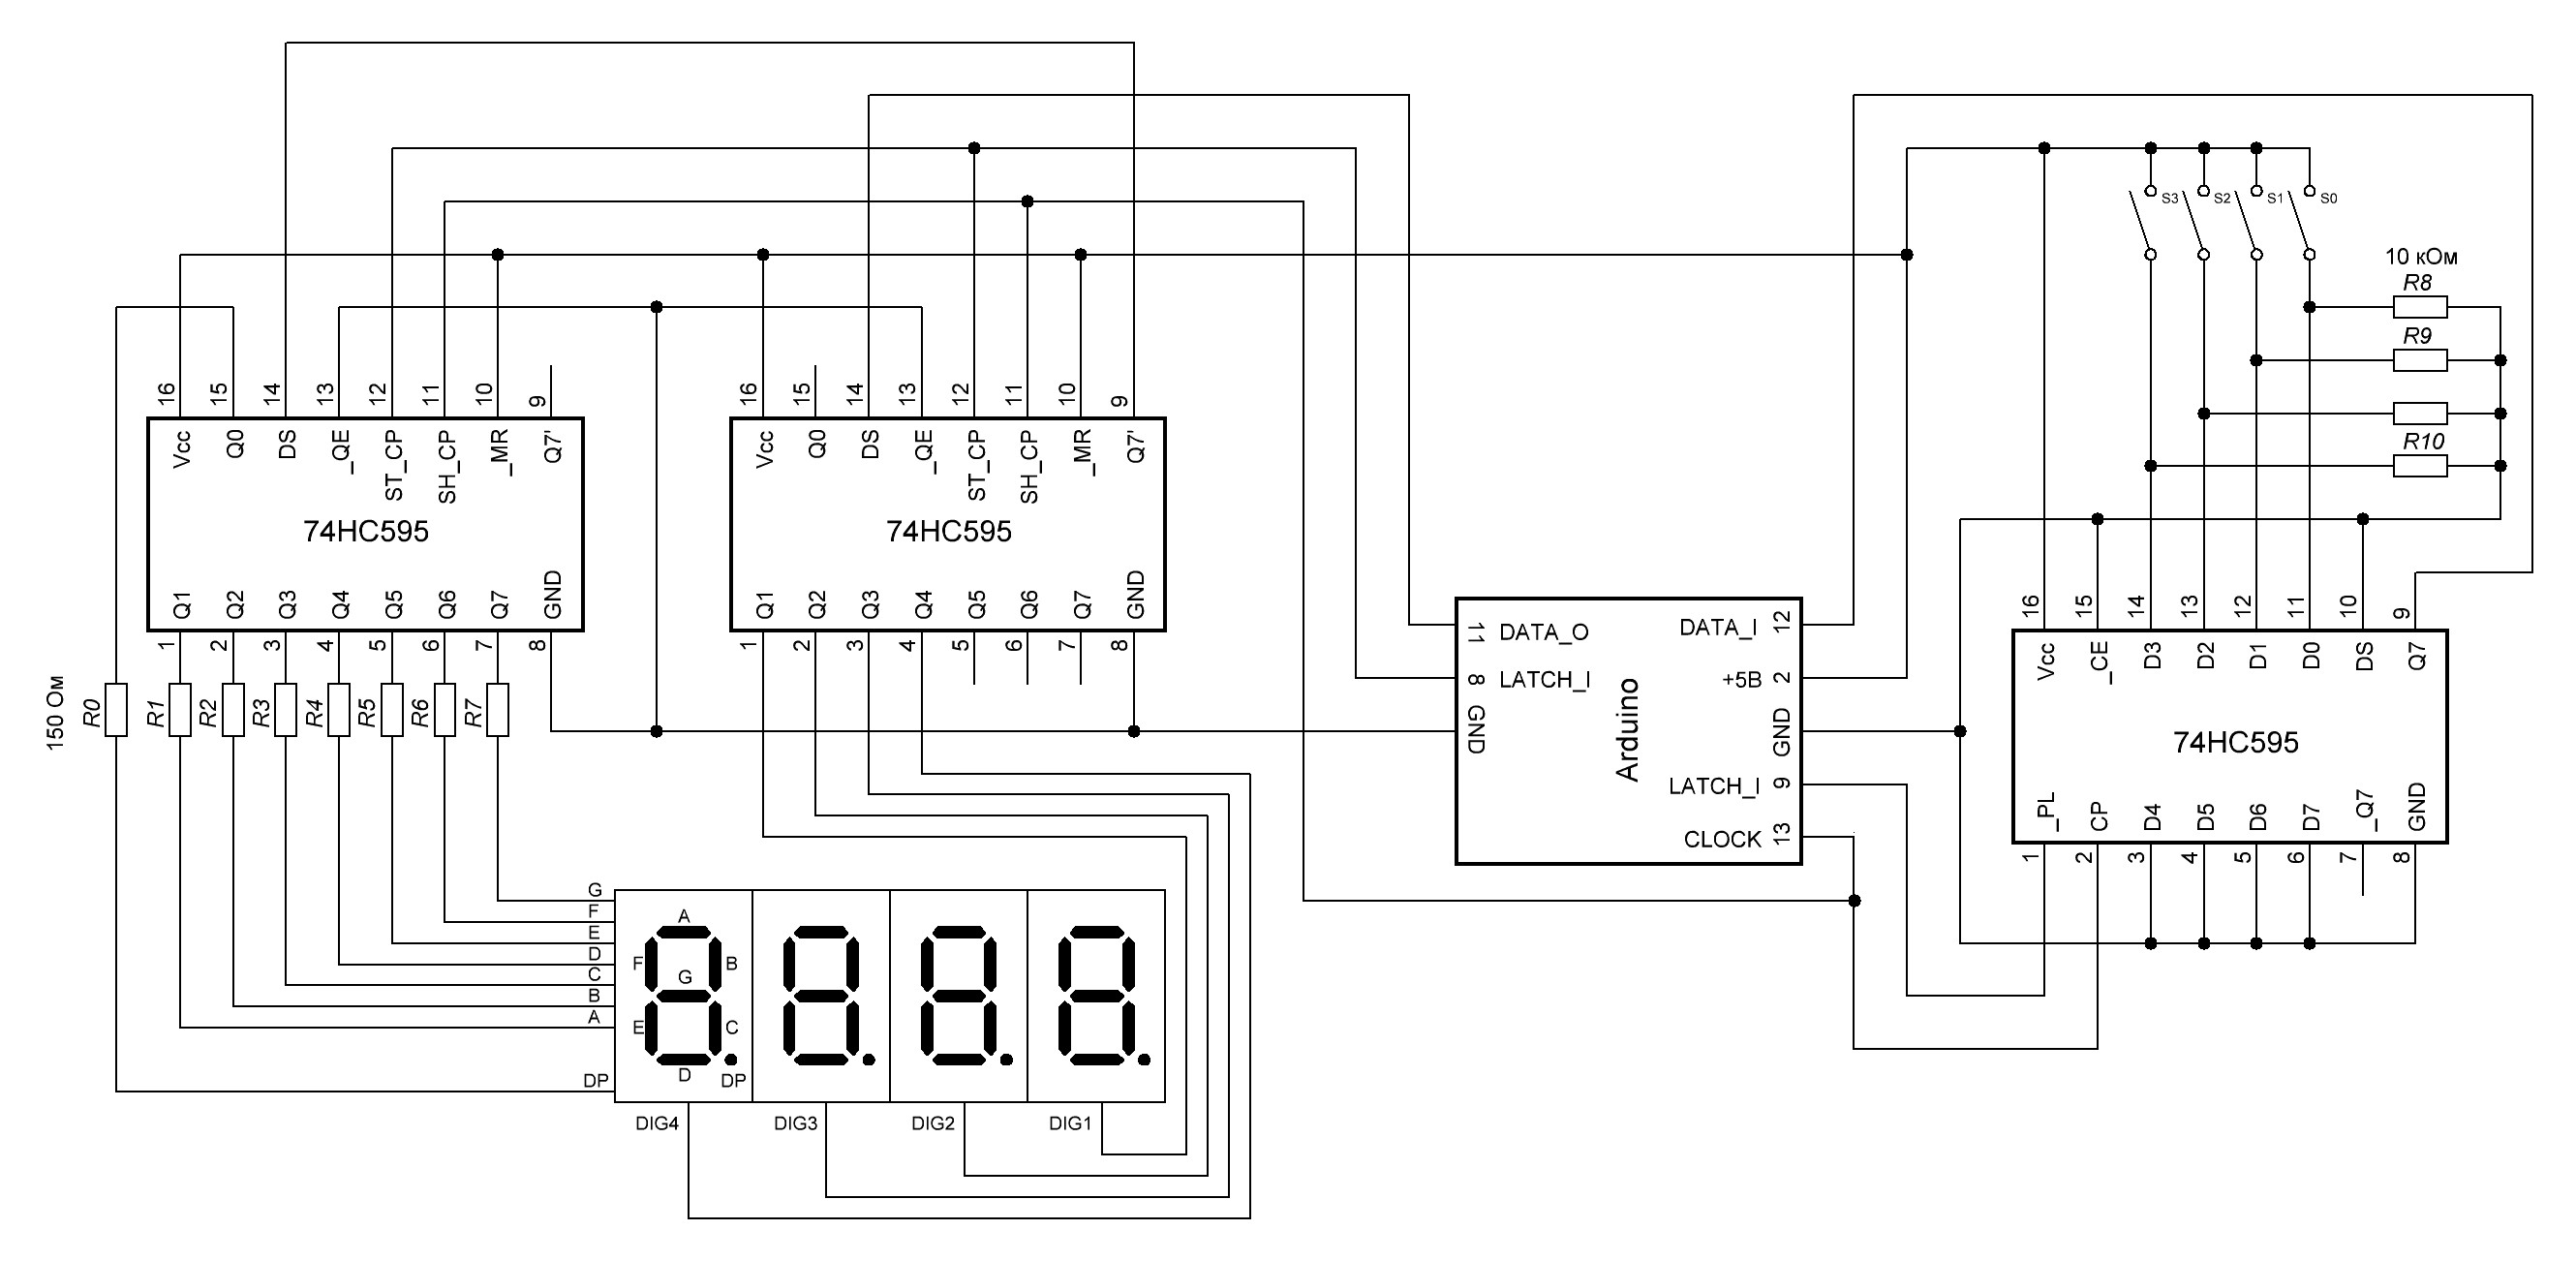 S3 S2 S1 S0
10 кОм
R8
R9
R10
16 15 14 13 12 11 10 9
Vcc Q0 DS _QE ST_CP SH_CP _MR Q7'
74HC595
Q1 Q2 Q3 Q4 Q5 Q6 Q7 GND
1 2 3 4 5 6 7 8
16 15 14 13 12 11 10 9
Vcc Q0 DS _QE ST_CP SH_CP _MR Q7'
74HC595
Q1 Q2 Q3 Q4 Q5 Q6 Q7 GND
1 2 3 4 5 6 7 8
150 Ом
R0 R1 R2 R3 R4 R5 R6 R7
11 DATA_O
8 LATCH_I
GND
Arduino
DATA_I 12
+5В 2
GND
LATCH_I 9
CLOCK 13
16 15 14 13 12 11 10 9
Vcc _CE D3 D2 D1 D0 DS Q7
74HC595
_PL CP D4 D5 D6 D7 _Q7 GND
1 2 3 4 5 6 7 8
G
F
E
D
C
B
A
DP
A
F B
G
E C
D DP
DIG4 DIG3 DIG2 DIG1